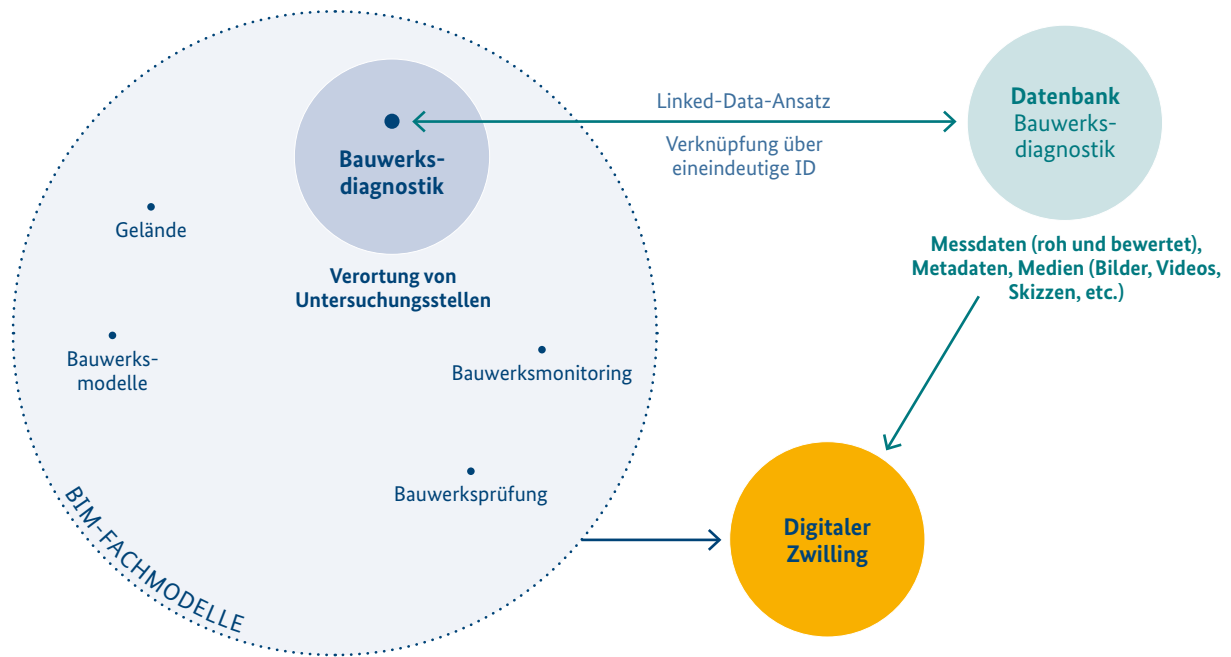 Linked-Data-Ansatz
Verknüpfung über
eineindeutige ID
Datenbank
Bauwerks-
diagnostik
Bauwerks-
diagnostik
Verortung von
Untersuchungsstellen
Gelände
Messdaten (roh und bewertet),
Metadaten, Medien (Bilder, Videos,
Skizzen, etc.)
Bauwerks-
modelle
Bauwerksmonitoring
Bauwerksprüfung
BIM-FACHMODELLE
Digitaler
Zwilling